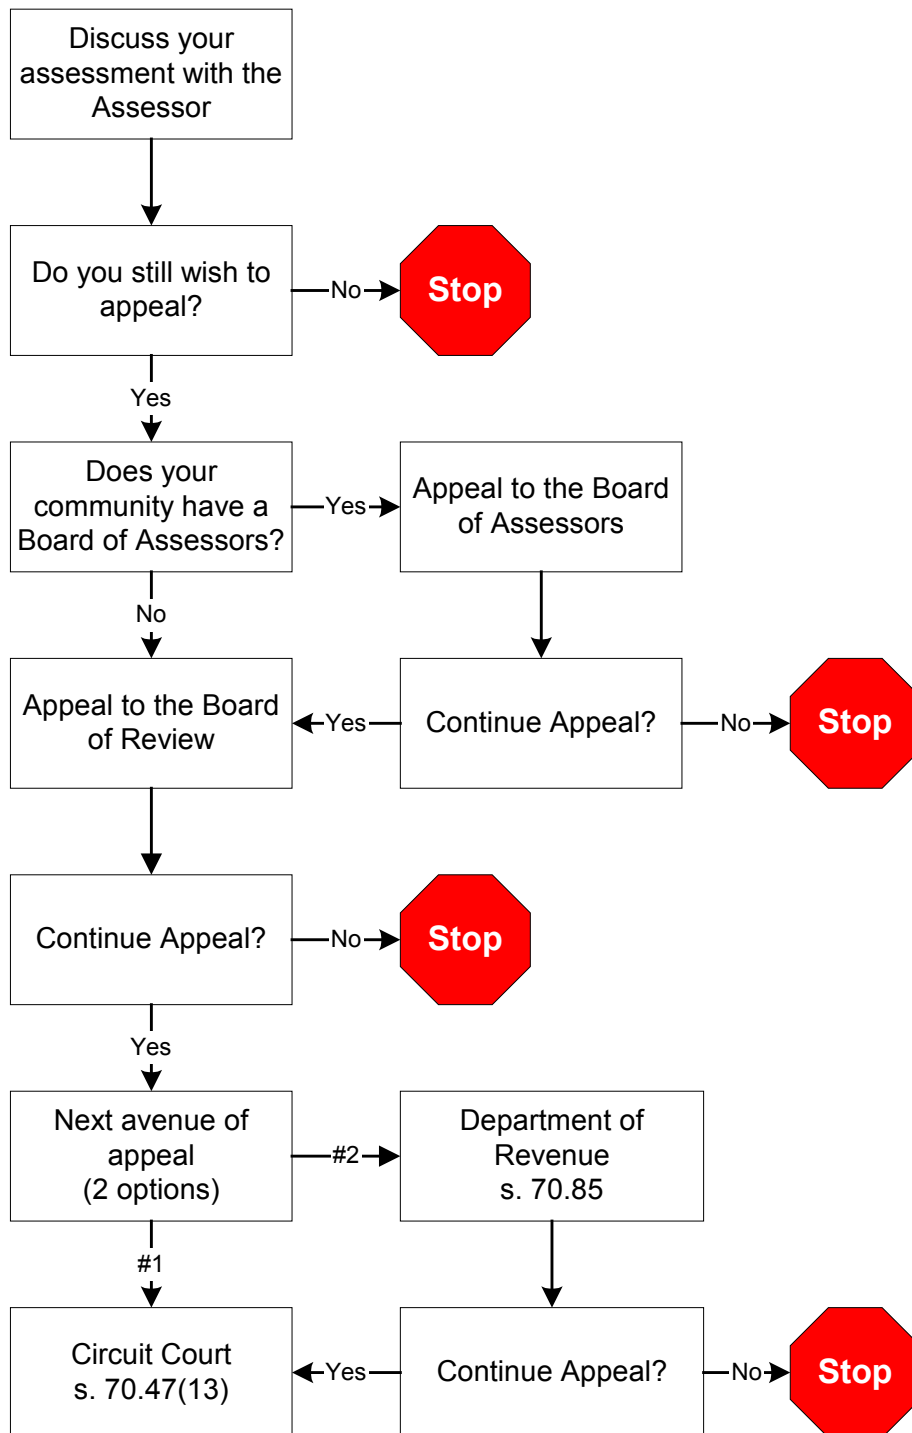 Discuss your
assessment with the
Assessor
Do you still wish to
appeal?
No
Stop
Yes
Does your
community have a
Board of Assessors?
Yes
Appeal to the Board
of Assessors
No
Appeal to the Board
of Review
Yes
Continue Appeal?
No
Stop
Continue Appeal?
No
Stop
Yes
Next avenue of
appeal
(2 options)
#2
Department of
Revenue
s. 70.85
#1
Circuit Court
s. 70.47(13)
Yes
Continue Appeal?
No
Stop